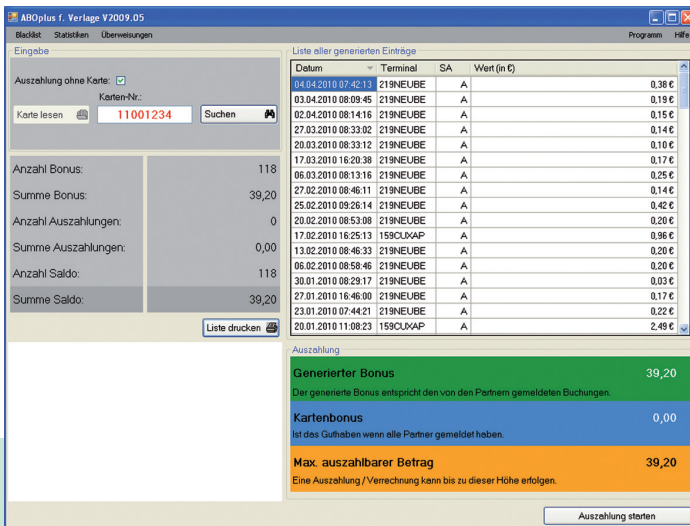 ABOplus f. Verlage V2009.05
Blacklist Statistiken Überweisungen Programm Hilfe
Eingabe
Auszahlung ohne Karte:
Karten-Nr.:
Karte lesen 11001234 Suchen
Anzahl Bonus: 118
Summe Bonus: 39,20
Anzahl Auszahlungen: 0
Summe Auszahlungen: 0,00
Anzahl Saldo: 118
Summe Saldo: 39,20
Liste drucken
Liste aller generierten Einträge
Datum Terminal SA Wert (in €)
04.04.2010 07:42:13 219NEUBE A 0,38 €
03.04.2010 08:09:45 219NEUBE A 0,19 €
02.04.2010 08:14:16 219NEUBE A 0,15 €
27.03.2010 08:33:02 219NEUBE A 0,14 €
20.03.2010 08:33:12 219NEUBE A 0,10 €
17.03.2010 16:20:38 219NEUBE A 0,17 €
06.03.2010 08:13:16 219NEUBE A 0,25 €
27.02.2010 08:46:11 219NEUBE A 0,14 €
25.02.2010 09:26:14 219NEUBE A 0,42 €
20.02.2010 08:53:08 219NEUBE A 0,20 €
17.02.2010 16:25:13 159CUXAP A 0,96 €
13.02.2010 08:46:33 219NEUBE A 0,20 €
06.02.2010 08:58:46 219NEUBE A 0,20 €
30.01.2010 08:29:17 219NEUBE A 0,03 €
27.01.2010 16:46:00 219NEUBE A 0,17 €
23.01.2010 07:44:21 219NEUBE A 0,22 €
20.01.2010 11:08:23 159CUXAP A 2,49 €
Auszahlung
Generierter Bonus 39,20
Der generierte Bonus entspricht den von den Partnern gemeldeten Buchungen.
Kartenbonus 0,00
Ist das Guthaben wenn alle Partner gemeldet haben.
Max. auszahlbarer Betrag 39,20
Eine Auszahlung / Verrechnung kann bis zu dieser Höhe erfolgen.
Auszahlung starten